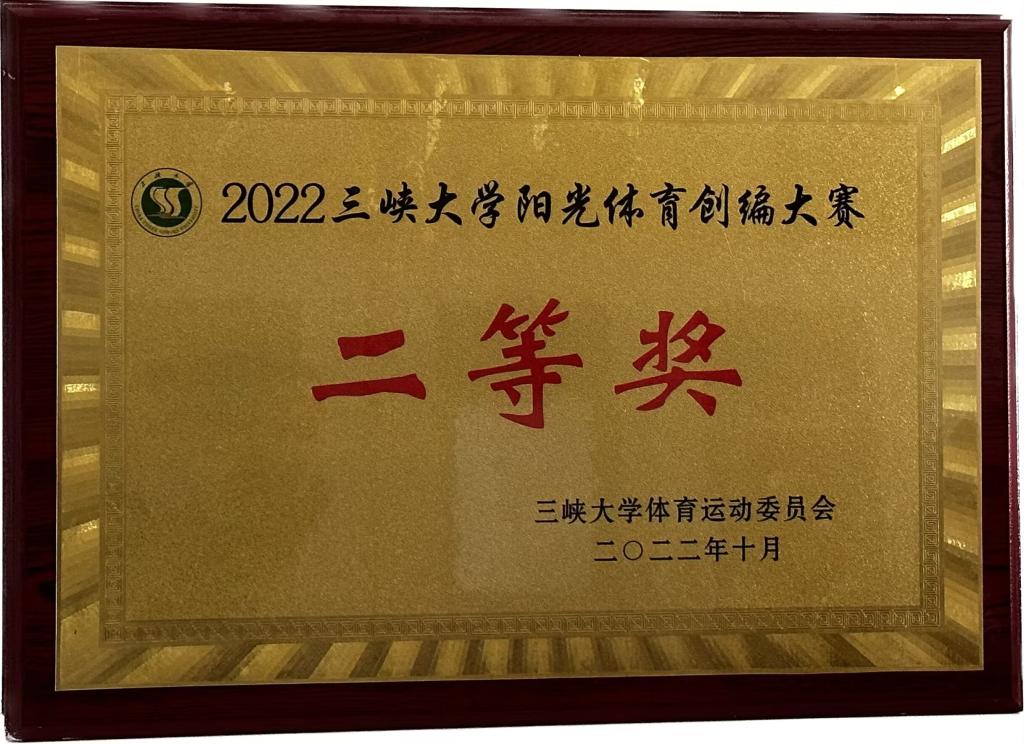 2022三峡大学阳光体育创编大赛
二等奖
三峡大学体育运动委员会
二〇二二年十月